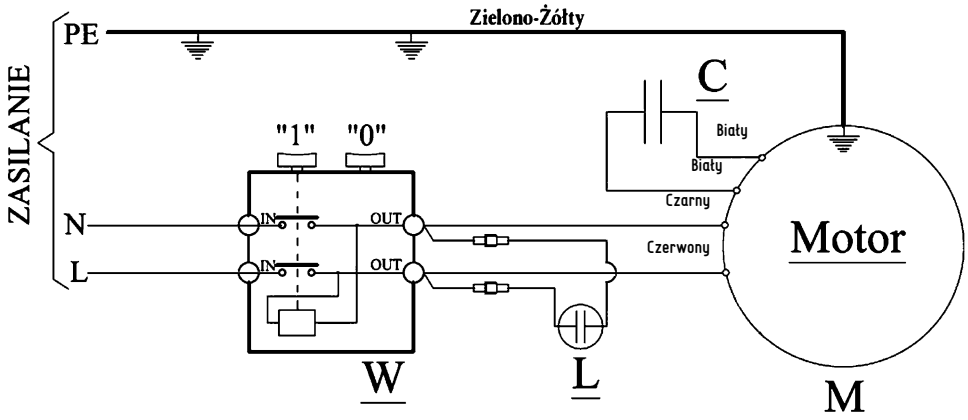 Zielono-Żółty
PE
ZASILANIE
C
"1" "0"
Biały
Biały
Czarny
N
IN
OUT
Czerwony
Motor
L
IN
OUT
W
L
M